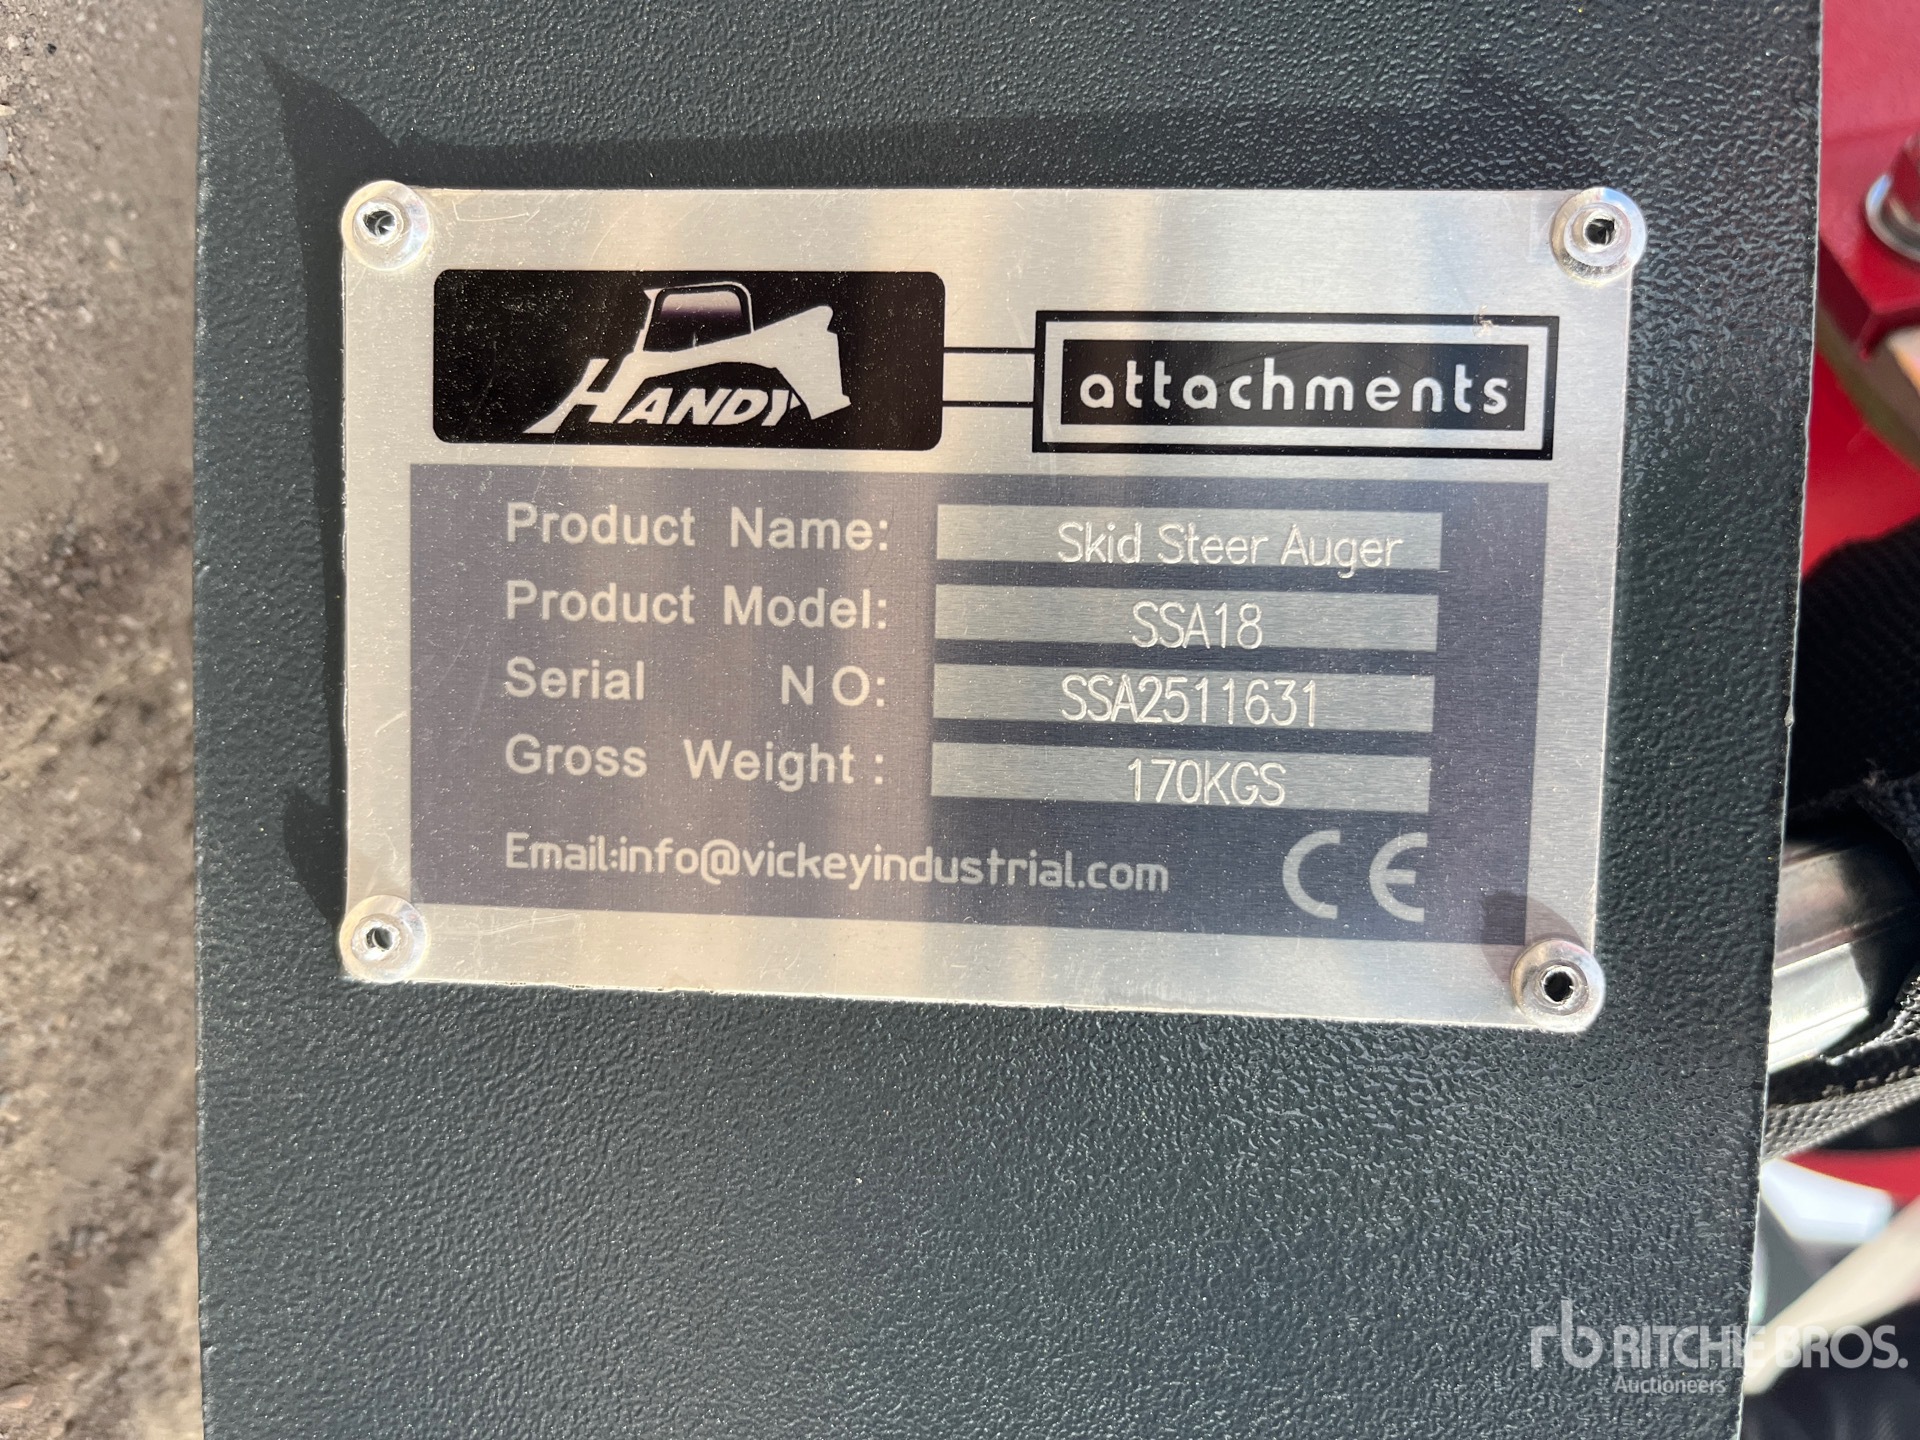 HANDY
attachments
Product Name: Skid Steer Auger
Product Model: SSA18
Serial NO: SSA2511631
Gross Weight: 170KGS
Email:info@vickeyindustrial.com CE
rb RITCHIE BROS.
Auctioneers